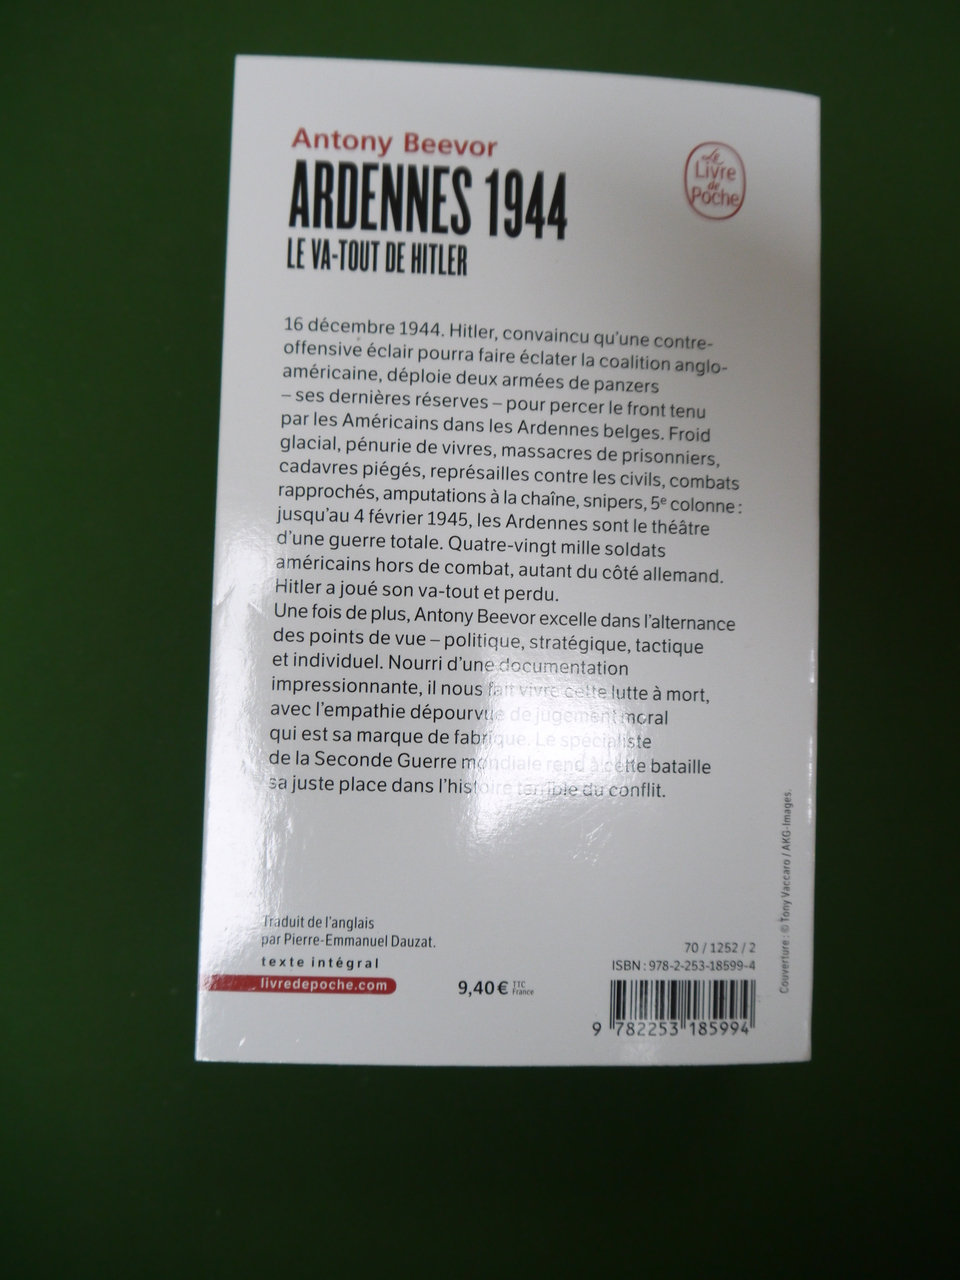 Antony Beevor
ARDENNES 1944
LE VA-TOUT DE HITLER
Le
Livre
de
Poche
16 décembre 1944. Hitler, convaincu qu'une contre-
offensive éclair pourra faire éclater la coalition anglo-
américaine, déploie deux armées de panzers
– ses dernières réserves – pour percer le front tenu
par les Américains dans les Ardennes belges. Froid
glacial, pénurie de vivres, massacres de prisonniers,
cadavres piégés, représailles contre les civils, combats
rapprochés, amputations à la chaîne, snipers, 5e colonne :
jusqu'au 4 février 1945, les Ardennes sont le théâtre
d'une guerre totale. Quatre-vingt mille soldats
américains hors de combat, autant du côté allemand.
Hitler a joué son va-tout et perdu.
Une fois de plus, Antony Beevor excelle dans l'alternance
des points de vue – politique, stratégique, tactique
et individuel. Nourri d'une documentation
impressionnante, il nous fait vivre cette lutte à mort,
avec l'empathie dépourvue de jugement moral
qui est sa marque de fabrique. Le spécialiste
de la Seconde Guerre mondiale rend à cette bataille
sa juste place dans l'histoire terrible du conflit.
Traduit de l'anglais
par Pierre-Emmanuel Dauzat.
texte intégral
livredepoche.com
9,40 € TTC
France
70 / 1252 / 2
ISBN : 978-2-253-18599-4
9 782253 185994
Couverture : © Tony Vaccaro / AKG-Images.